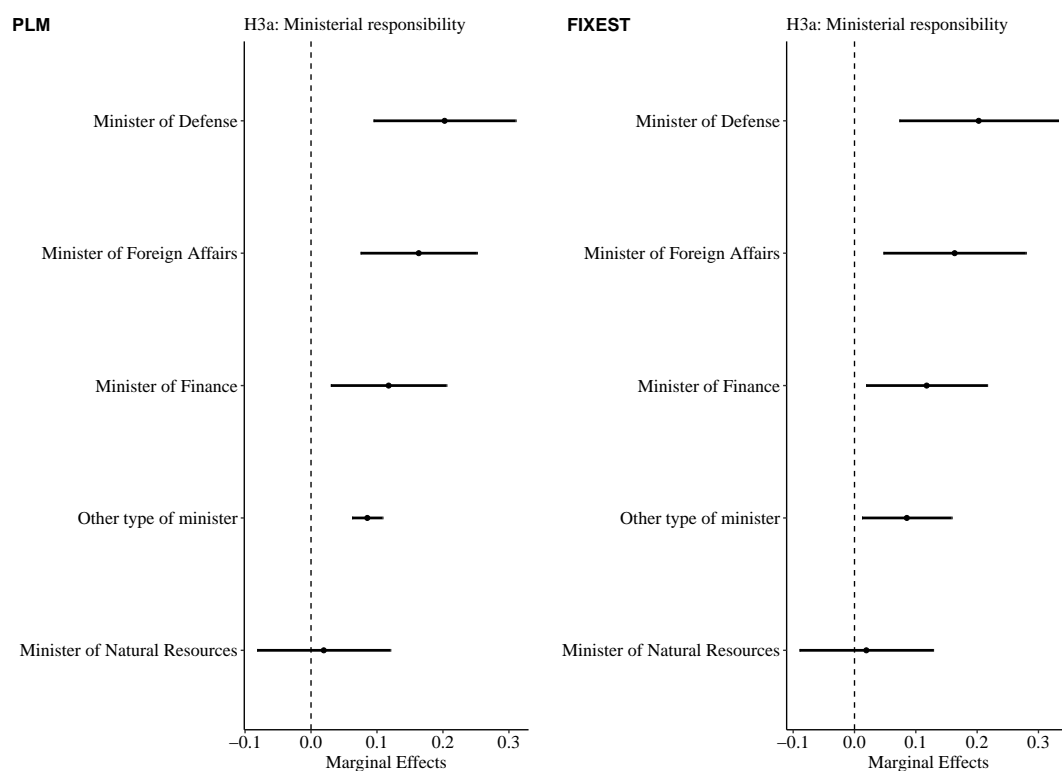 PLM
H3a: Ministerial responsibility
Minister of Defense
Minister of Foreign Affairs
Minister of Finance
Other type of minister
Minister of Natural Resources
−0.1 0.0 0.1 0.2 0.3
Marginal Effects
FIXEST
H3a: Ministerial responsibility
Minister of Defense
Minister of Foreign Affairs
Minister of Finance
Other type of minister
Minister of Natural Resources
−0.1 0.0 0.1 0.2 0.3
Marginal Effects